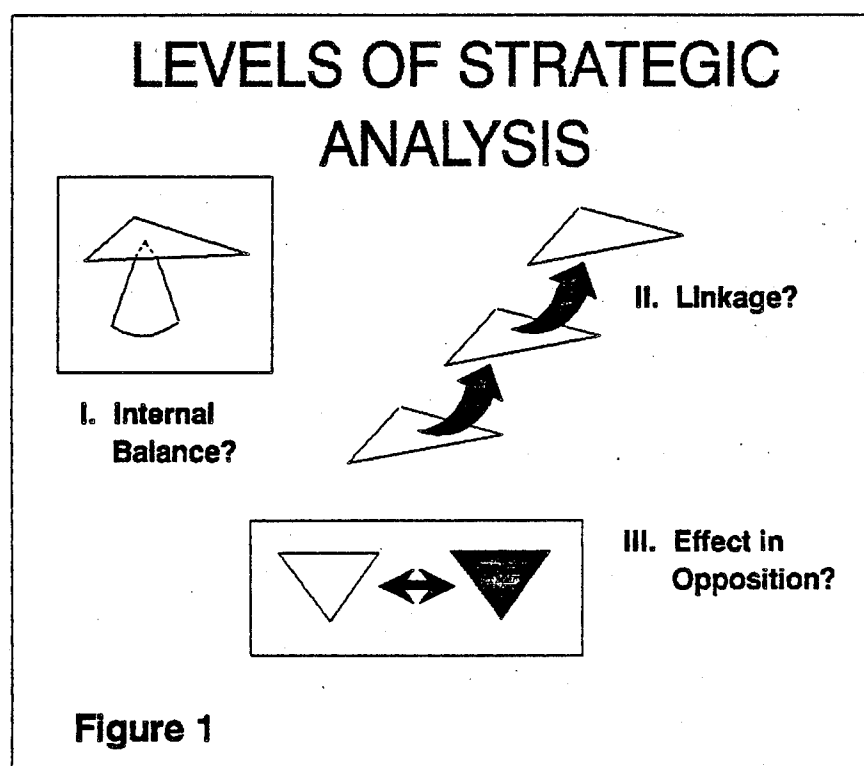 LEVELS OF STRATEGIC
ANALYSIS
I. Internal
Balance?
II. Linkage?
III. Effect in
Opposition?
Figure 1